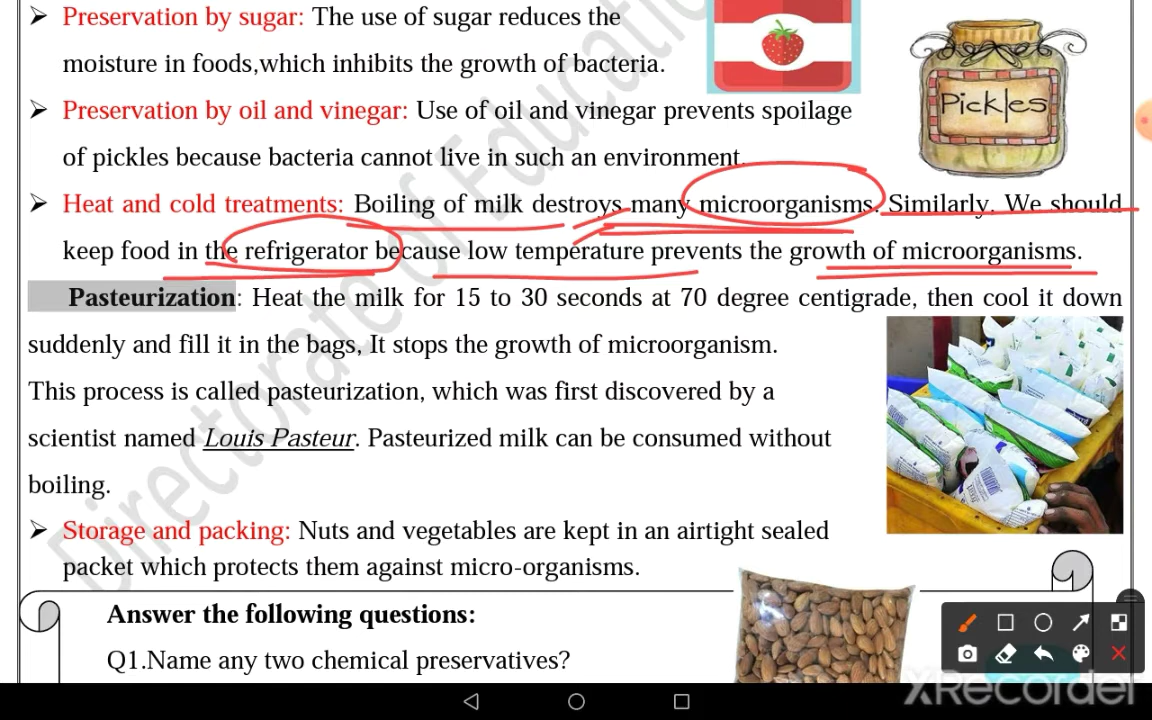 ➢ Preservation by sugar: The use of sugar reduces the
moisture in foods,which inhibits the growth of bacteria.
➢ Preservation by oil and vinegar: Use of oil and vinegar prevents spoilage
of pickles because bacteria cannot live in such an environment.
Pickles
➢ Heat and cold treatments: Boiling of milk destroys many microorganisms. Similarly, We should
keep food in the refrigerator because low temperature prevents the growth of microorganisms.
Pasteurization: Heat the milk for 15 to 30 seconds at 70 degree centigrade, then cool it down
suddenly and fill it in the bags, It stops the growth of microorganism.
This process is called pasteurization, which was first discovered by a
scientist named Louis Pasteur. Pasteurized milk can be consumed without
boiling.
➢ Storage and packing: Nuts and vegetables are kept in an airtight sealed
packet which protects them against micro-organisms.
Answer the following questions:
Q1.Name any two chemical preservatives?
Directorate of Education
XRecorder